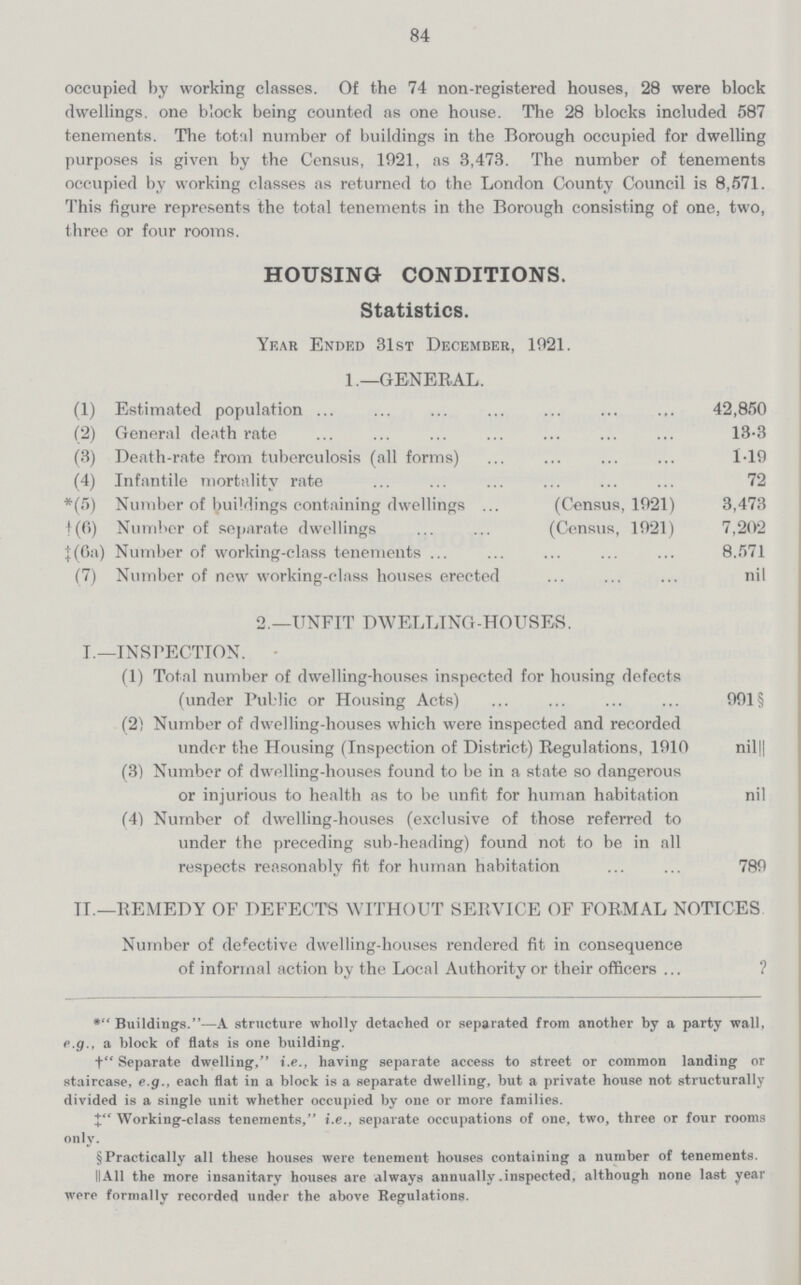 84
occupied by working classes. Of the 74 non-registered houses, 28 were block
dwellings. one block being counted as one house. The 28 blocks included 587
tenements. The total number of buildings in the Borough occupied for dwelling
purposes is given by the Census, 1921, as 3,473. The number of tenements
occupied by working classes as returned to the London County Council is 8,571.
This figure represents the total tenements in the Borough consisting of one, two,
three or four rooms.
HOUSING CONDITIONS.
Statistics.
Year Ended 31st December, 1921.
1.—GENERAL.
(1) Estimated population ... ... ... ... ... ... ... 42,850
(2) General death rate ... ... ... ... ... ... ... 13·3
(3) Death-rate from tuberculosis (all forms) ... ... ... ... 1·19
(4) Infantile mortality rate ... ... ... ... ... ... 72
*(5) Number of buildings containing dwellings ... (Census, 1921) 3,473
†(6) Number of separate dwellings ... ... (Census, 1921) 7,202
‡(6a) Number of working-class tenements ... ... ... ... ... 8.571
(7) Number of new working-class houses erected ... ... ... nil
2.—UNFIT DWELLING-HOUSES.
I.—INSPECTION.
(1) Total number of dwelling-houses inspected for housing defects
(under Public or Housing Acts) ... ... ... ... 991§
(2) Number of dwelling-houses which were inspected and recorded
under the Housing (Inspection of District) Regulations, 1910 nil||
(3) Number of dwelling-houses found to be in a state so dangerous
or injurious to health as to be unfit for human habitation nil
(4) Number of dwelling-houses (exclusive of those referred to
under the preceding sub-heading) found not to be in all
respects reasonably fit for human habitation ... ... 789
II.—REMEDY OF DEFECTS WITHOUT SERVICE OF FORMAL NOTICES
Number of defective dwelling-houses rendered fit in consequence
of informal action by the Local Authority or their officers ... ?
*"Buildings."—A structure wholly detached or separated from another by a party wall,
e.g., a block of flats is one building.
†"Separate dwelling," i.e., having separate access to street or common landing or
staircase, e.g., each flat in a block is a separate dwelling, but a private house not structurally
divided is a single unit whether occupied by one or more families.
‡"Working-class tenements," i.e., separate occupations of one, two, three or four rooms
only.
§Practically all these houses were tenement houses containing a number of tenements.
||All the more insanitary houses are always annually.inspected, although none last year
were formally recorded under the above Regulations.